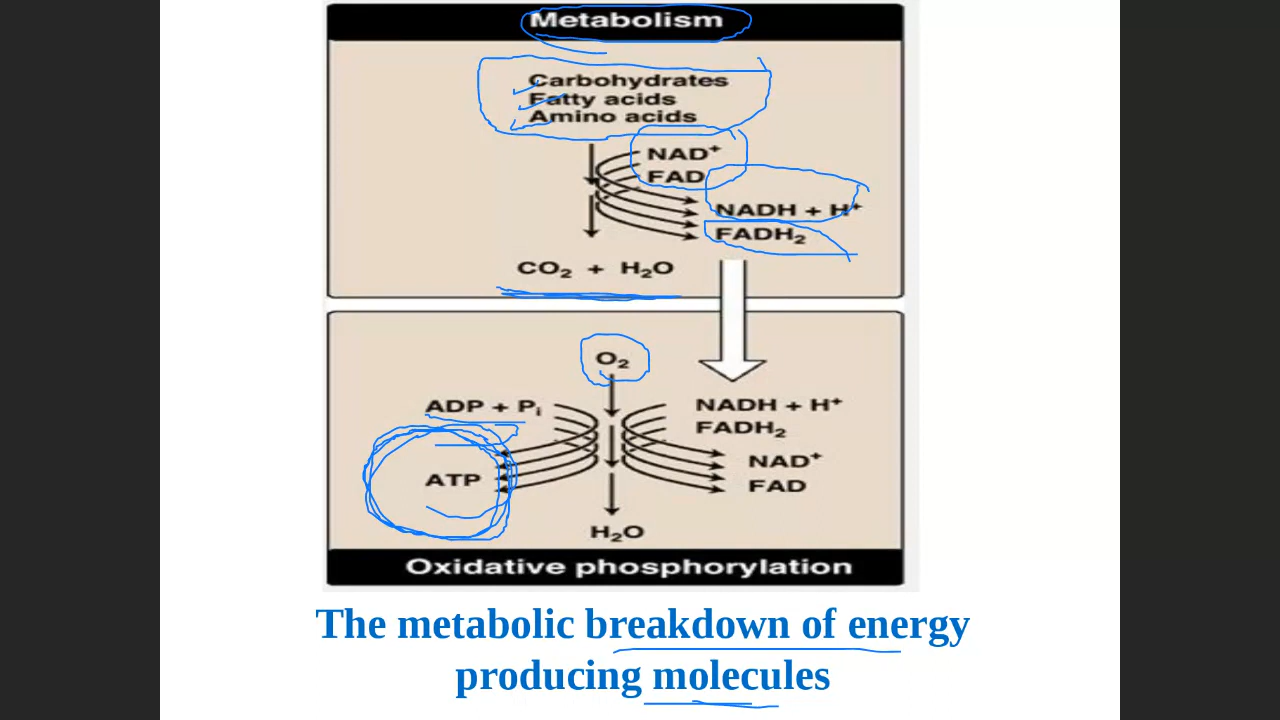 Metabolism
Carbohydrates
Fatty acids
Amino acids
NAD⁺
FAD
NADH + H⁺
FADH₂
CO₂ + H₂O
O₂
ADP + Pᵢ
NADH + H⁺
FADH₂
NAD⁺
ATP
FAD
H₂O
Oxidative phosphorylation
The metabolic breakdown of energy
producing molecules